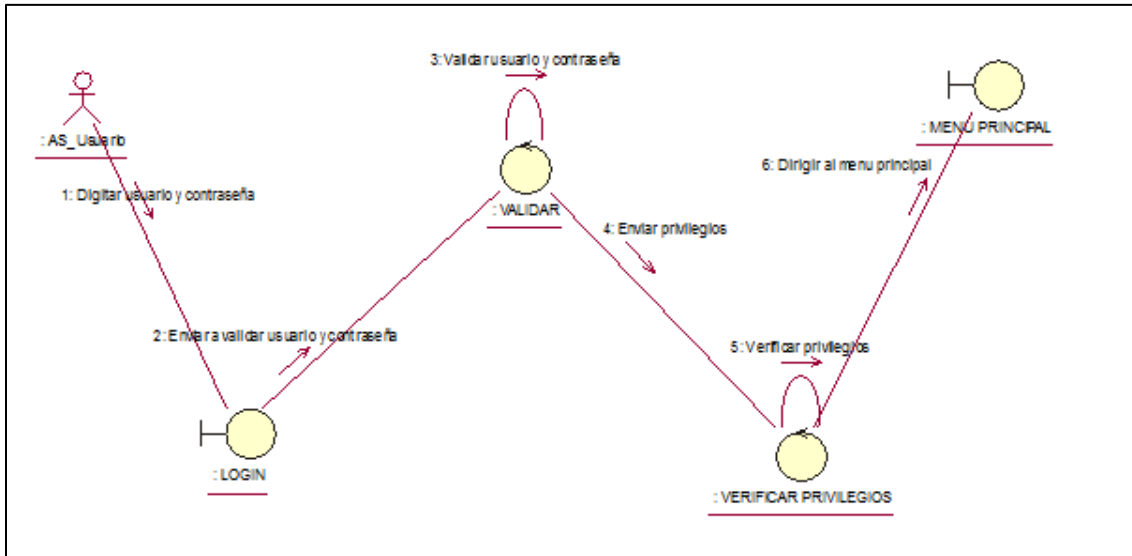 3: Validar usuario y contraseña
: AS_Usuario
: MENU PRINCIPAL
1: Digitar usuario y contraseña
: VALIDAR
6: Dirigir al menu principal
4: Enviar privilegios
2: Enviar a validar usuario y contraseña
5: Verificar privilegios
: LOGIN
: VERIFICAR PRIVILEGIOS